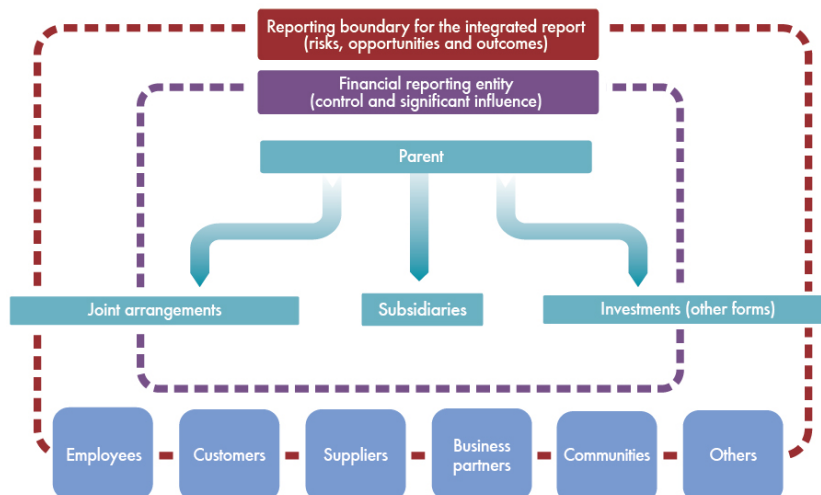 Reporting boundary for the integrated report
(risks, opportunities and outcomes)
Financial reporting entity
(control and significant influence)
Parent
Joint arrangements
Subsidiaries
Investments (other forms)
Employees
Customers
Suppliers
Business
partners
Communities
Others